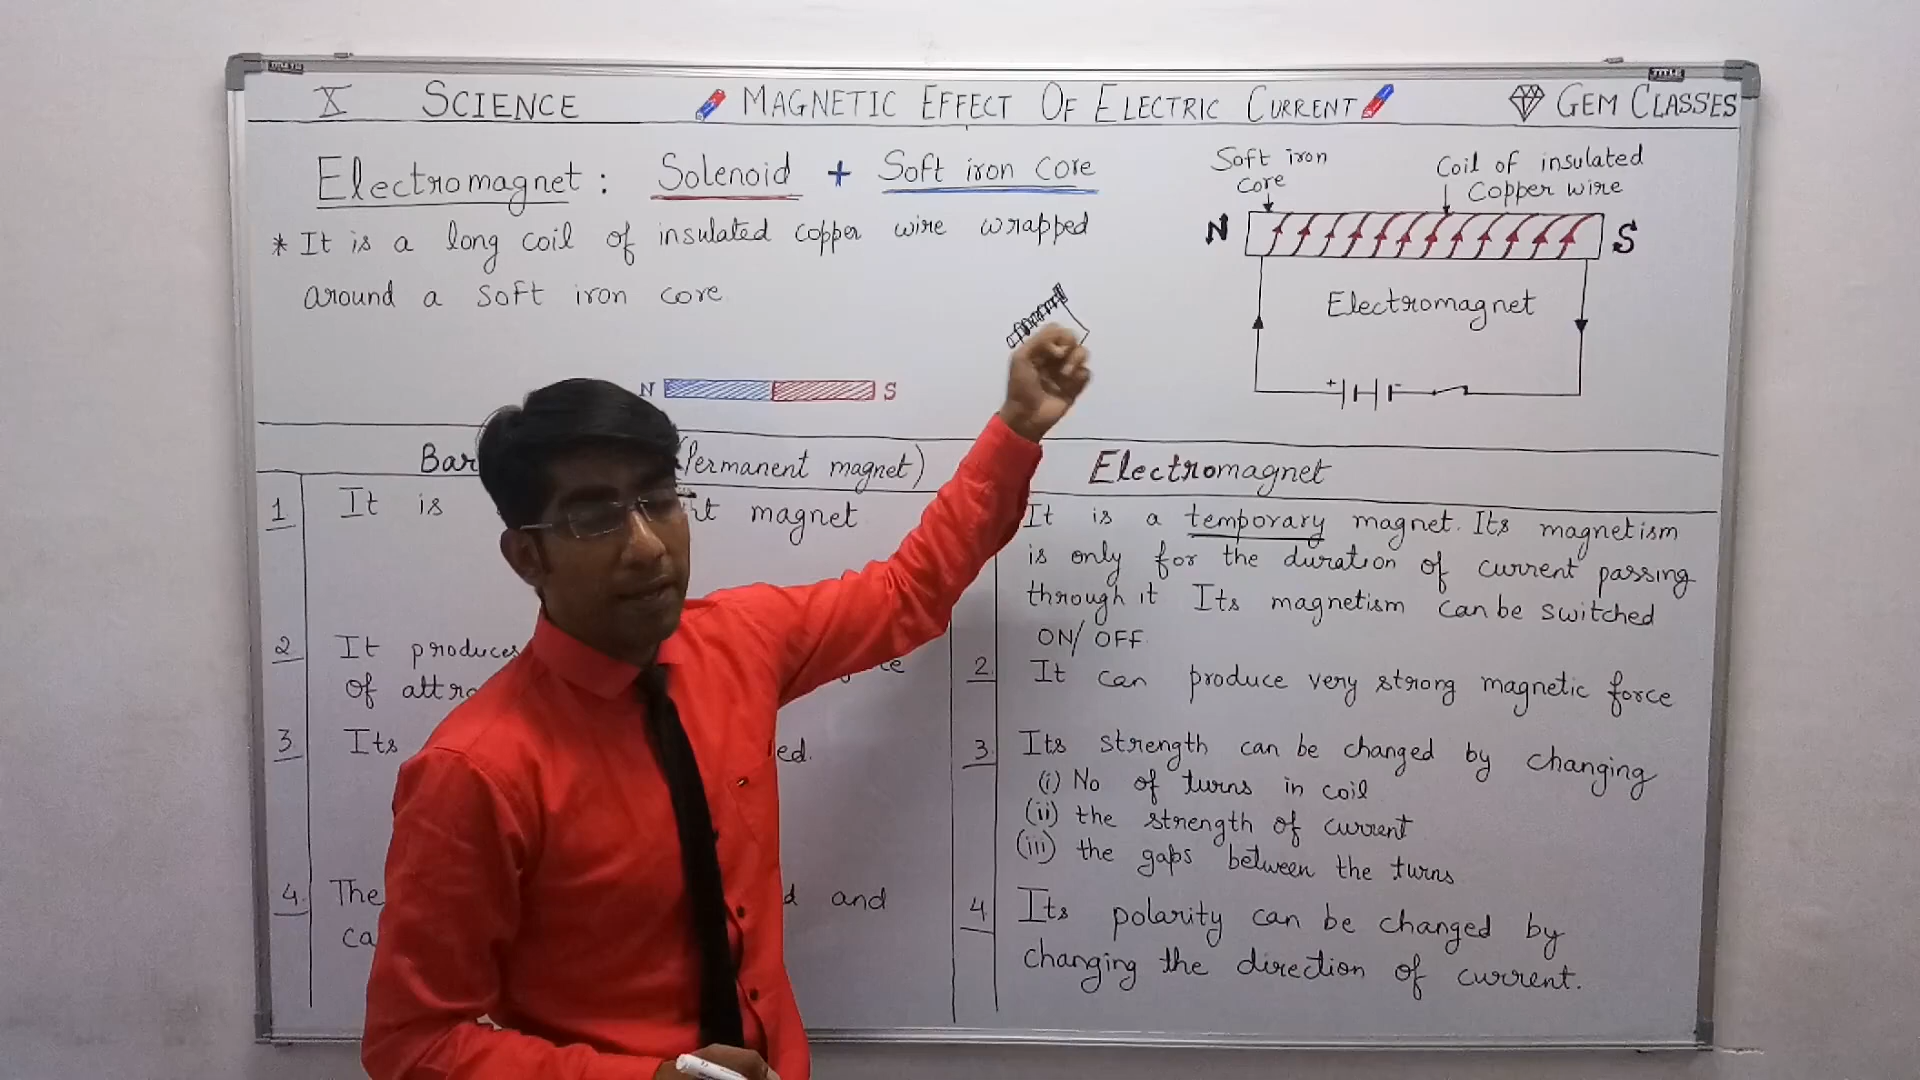 X SCIENCE MAGNETIC EFFECT OF ELECTRIC CURRENT GEM CLASSES
Electromagnet: Solenoid + Soft iron core
* It is a long coil of insulated copper wire wrapped
around a soft iron core.
N S
Soft iron
core
Coil of insulated
copper wire
N S
Electromagnet
+ -
Bar (Permanent magnet)
1 It is magnet.
2 It produces
of
3 Its
4. The and
Electromagnet
It is a temporary magnet. Its magnetism
is only for the duration of current passing
through it Its magnetism can be switched
ON/ OFF.
2. It can produce very strong magnetic force
3. Its strength can be changed by changing
(i) No of turns in coil
(ii) the strength of current
(iii) the gaps between the turns
4 Its polarity can be changed by
changing the direction of current.